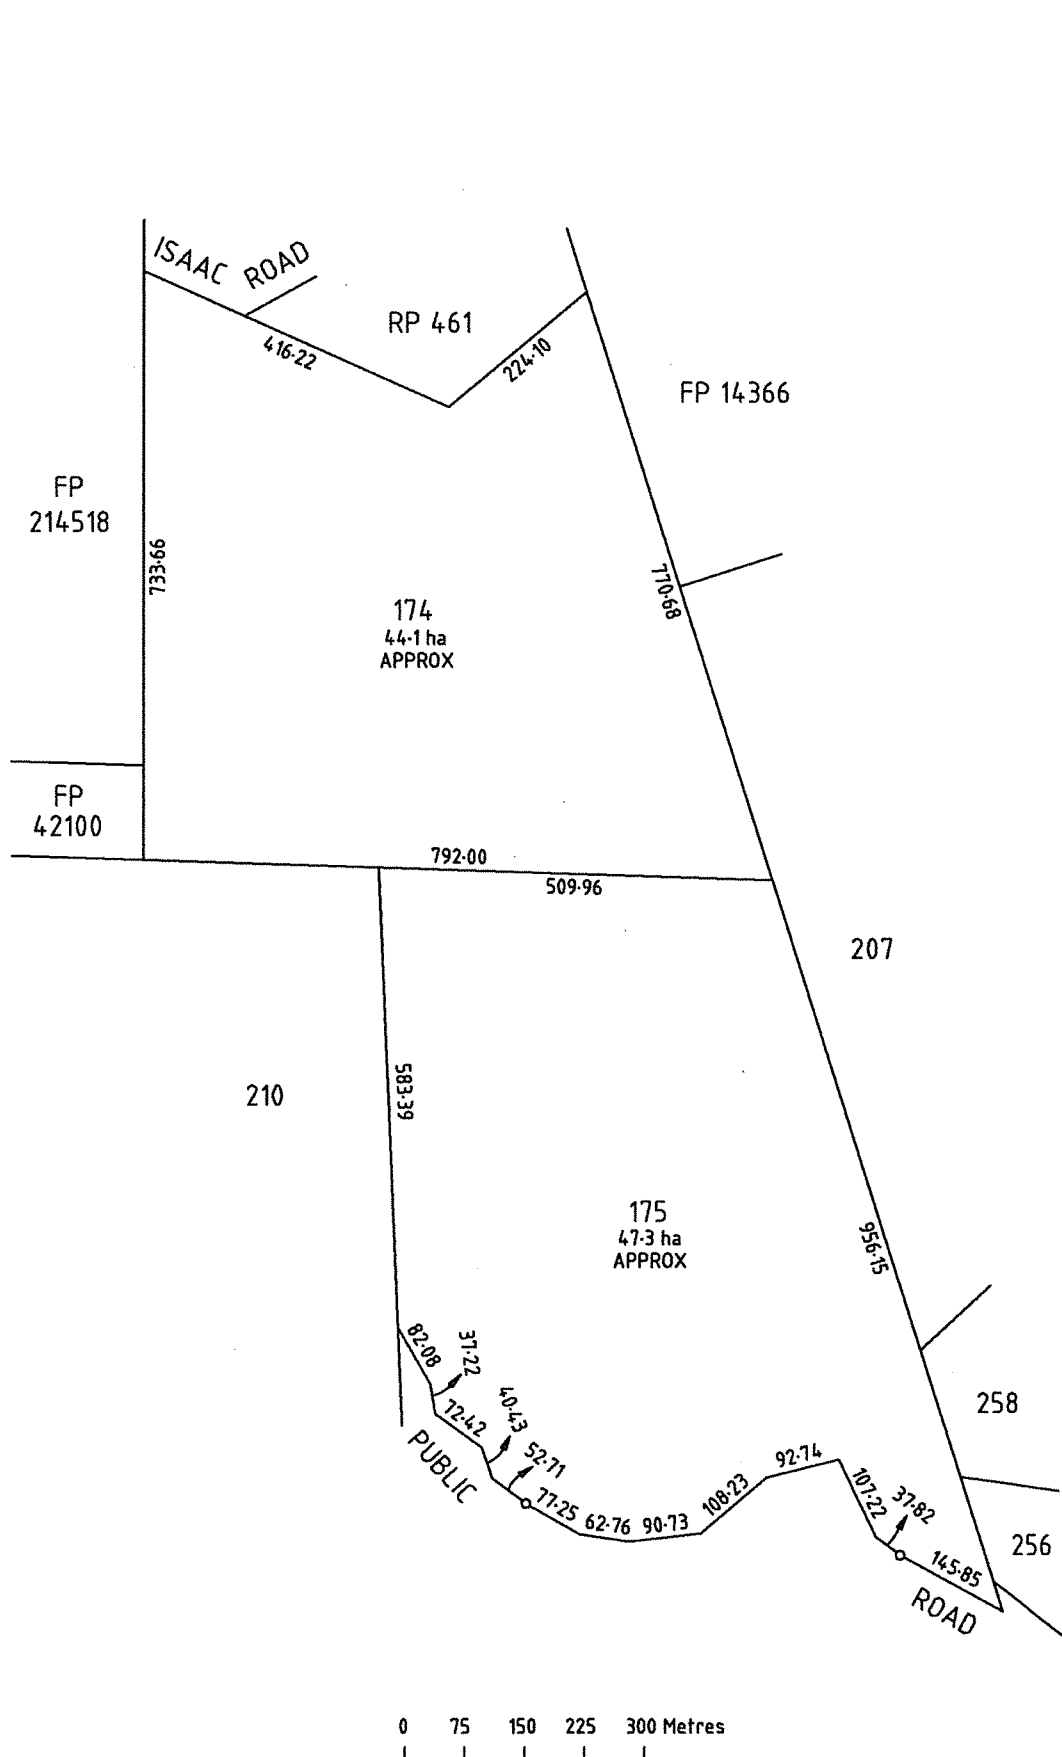 ISAAC ROAD
RP 461
416·22
224·10
FP 14366
FP
214518
733·66
770·68
174
44·1 ha
APPROX
FP
42100
792·00
509·96
207
583·39
210
175
47·3 ha
APPROX
956·15
82·08
37·22
72·42
40·43
52·71
258
PUBLIC
77·25
62·76
90·73
108·23
92·74
107·22
37·82
256
145·85
ROAD
0 75 150 225 300 Metres